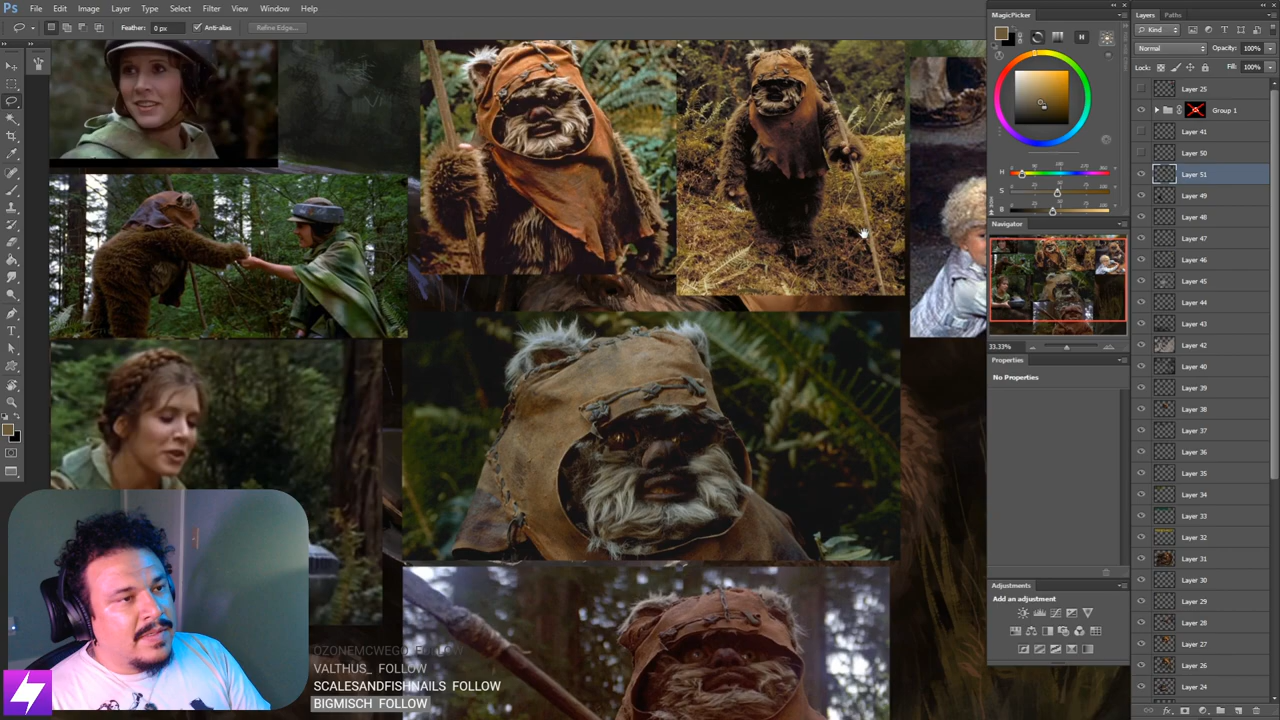 Ps File Edit Image Layer Type Select Filter View Window Help
Feather: 0 px Anti-alias Refine Edge...
MagicPicker
H
H
S
B
Navigator
33.33%
Properties
No Properties
Adjustments
Add an adjustment
Layers Paths
Kind
Normal Opacity: 100%
Lock: Fill: 100%
Layer 25
Group 1
Layer 41
Layer 50
Layer 51
Layer 49
Layer 48
Layer 47
Layer 46
Layer 45
Layer 44
Layer 43
Layer 42
Layer 40
Layer 39
Layer 38
Layer 37
Layer 36
Layer 35
Layer 34
Layer 33
Layer 32
Layer 31
Layer 30
Layer 29
Layer 28
Layer 27
Layer 26
Layer 24
OZONEMCWEGO FOLLOW
VALTHUS_ FOLLOW
SCALESANDFISHNAILS FOLLOW
BIGMISCH FOLLOW